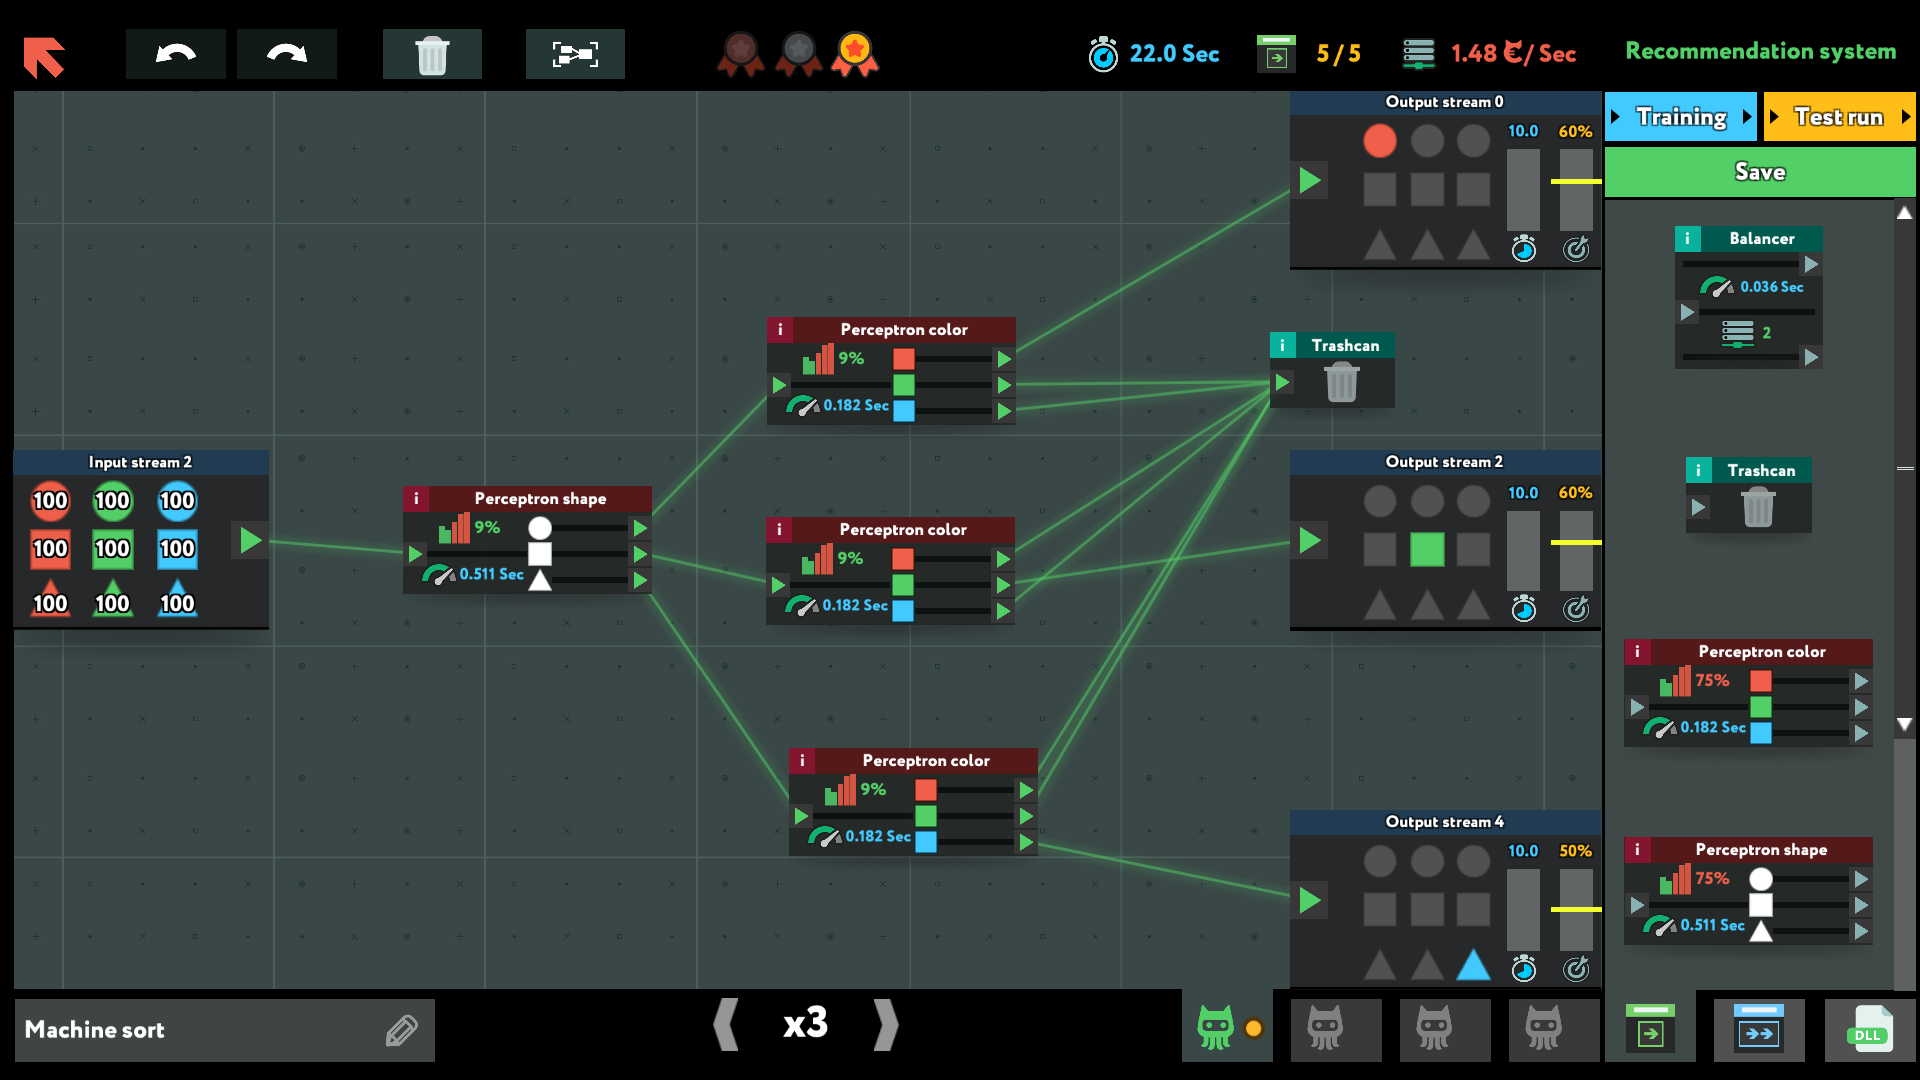 22.0 Sec
5 / 5
1.48 / Sec
Recommendation system
Training
Test run
Save
Output stream 0
10.0
60%
Balancer
0.036 Sec
2
Perceptron color
9%
0.182 Sec
Trashcan
Input stream 2
100 100 100
100 100 100
100 100 100
Perceptron shape
9%
0.511 Sec
Perceptron color
9%
0.182 Sec
Output stream 2
10.0
60%
Trashcan
Perceptron color
75%
0.182 Sec
Perceptron color
9%
0.182 Sec
Output stream 4
10.0
50%
Perceptron shape
75%
0.511 Sec
Machine sort
x3
DLL